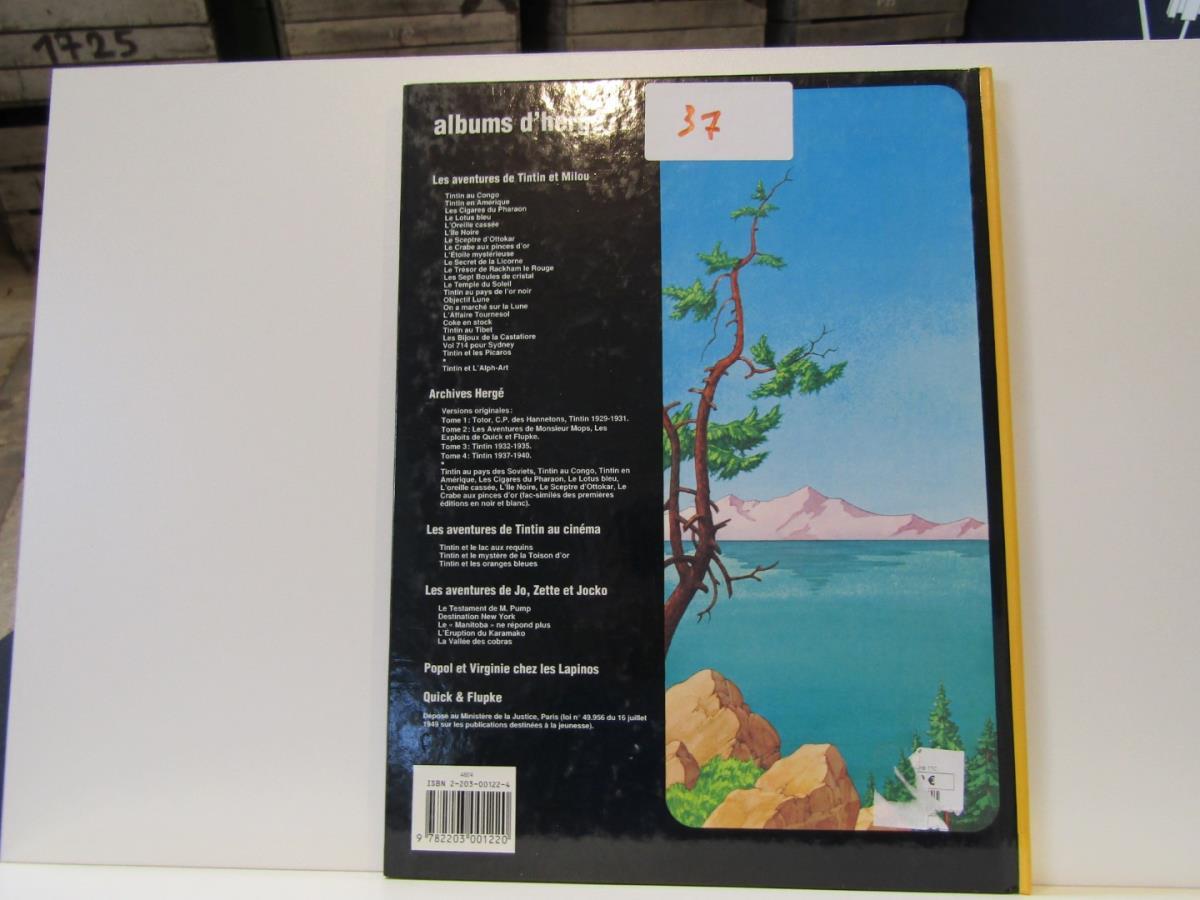 1725
37
albums d'hergé
Les aventures de Tintin et Milou
Tintin au Congo
Tintin en Amérique
Les Cigares du Pharaon
Le Lotus bleu
L'Oreille cassée
L'Île Noire
Le Sceptre d'Ottokar
Le Crabe aux pinces d'or
L'Étoile mystérieuse
Le Secret de la Licorne
Le Trésor de Rackham le Rouge
Les Sept Boules de cristal
Le Temple du Soleil
Tintin au pays de l'or noir
Objectif Lune
On a marché sur la Lune
L'Affaire Tournesol
Coke en stock
Tintin au Tibet
Les Bijoux de la Castafiore
Vol 714 pour Sydney
Tintin et les Picaros
*
Tintin et L'Alph-Art
Archives Hergé
Versions originales :
Tome 1 : Totor, C.P. des Hannetons, Tintin 1929-1931.
Tome 2 : Les Aventures de Monsieur Mops, Les
Exploits de Quick et Flupke.
Tome 3 : Tintin 1932-1935.
Tome 4 : Tintin 1937-1940.
*
Tintin au pays des Soviets, Tintin au Congo, Tintin en
Amérique, Les Cigares du Pharaon, Le Lotus bleu,
L'oreille cassée, L'Île Noire, Le Sceptre d'Ottokar, Le
Crabe aux pinces d'or (fac-similés des premières
éditions en noir et blanc).
Les aventures de Tintin au cinéma
Tintin et le lac aux requins
Tintin et le mystère de la Toison d'or
Tintin et les oranges bleues
Les aventures de Jo, Zette et Jocko
Le Testament de M. Pump
Destination New York
Le « Manitoba » ne répond plus
L'Eruption du Karamako
La Vallée des cobras
Popol et Virginie chez les Lapinos
Quick & Flupke
Déposé au Ministère de la Justice, Paris (loi n° 49.956 du 16 juillet
1949 sur les publications destinées à la jeunesse).
ISBN 2-203-00122-4
9 782203 001220
TTC
€